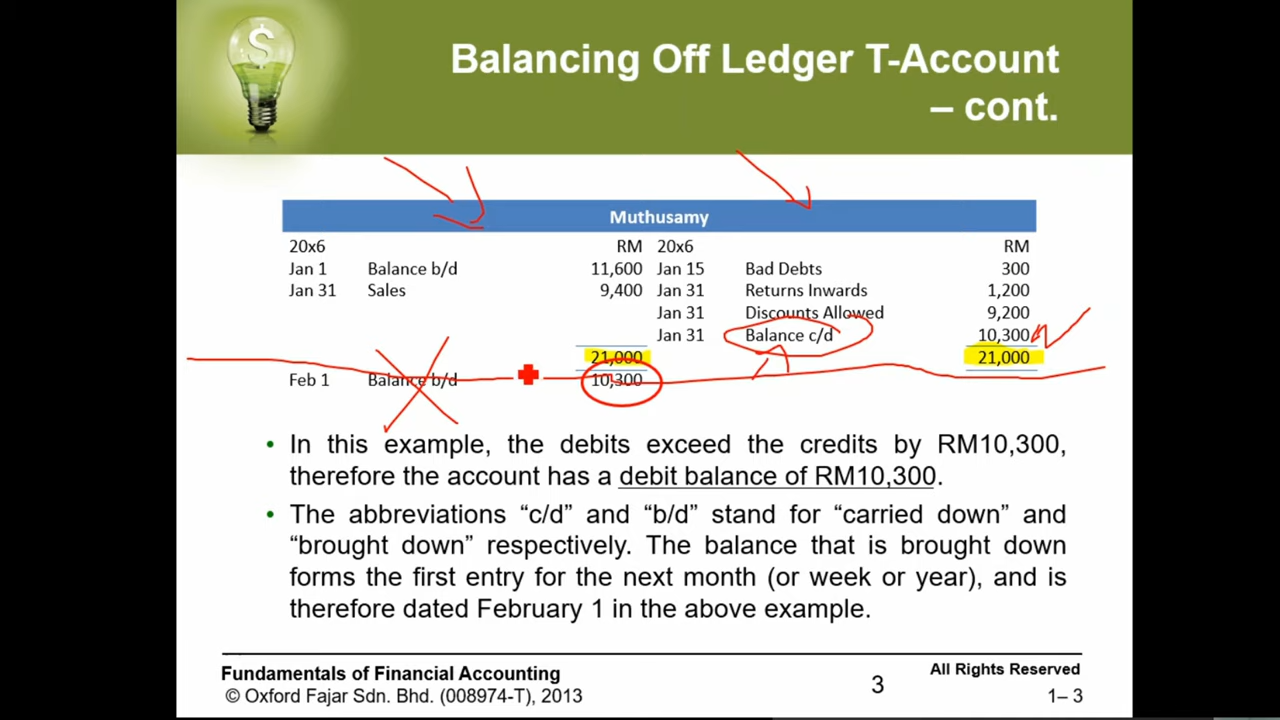 $
Balancing Off Ledger T-Account
– cont.
Muthusamy
20x6 RM 20x6 RM
Jan 1 Balance b/d 11,600 Jan 15 Bad Debts 300
Jan 31 Sales 9,400 Jan 31 Returns Inwards 1,200
Jan 31 Discounts Allowed 9,200
Jan 31 Balance c/d 10,300
21,000 21,000
Feb 1 Balance b/d 10,300
• In this example, the debits exceed the credits by RM10,300,
therefore the account has a debit balance of RM10,300.
• The abbreviations “c/d” and “b/d” stand for “carried down” and
“brought down” respectively. The balance that is brought down
forms the first entry for the next month (or week or year), and is
therefore dated February 1 in the above example.
Fundamentals of Financial Accounting
© Oxford Fajar Sdn. Bhd. (008974-T), 2013
3
All Rights Reserved
1– 3